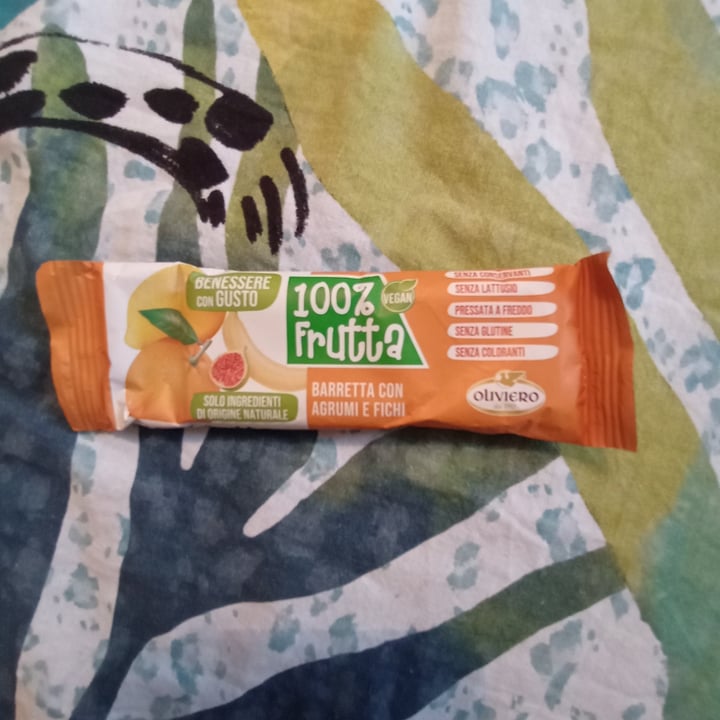 BENESSERE
CON GUSTO
100%
Frutta
VEGAN
SOLO INGREDIENTI
DI ORIGINE NATURALE
BARRETTA CON
AGRUMI E FICHI
SENZA CONSERVANTI
SENZA LATTOSIO
PRESSATA A FREDDO
SENZA GLUTINE
SENZA COLORANTI
OLIVIERO